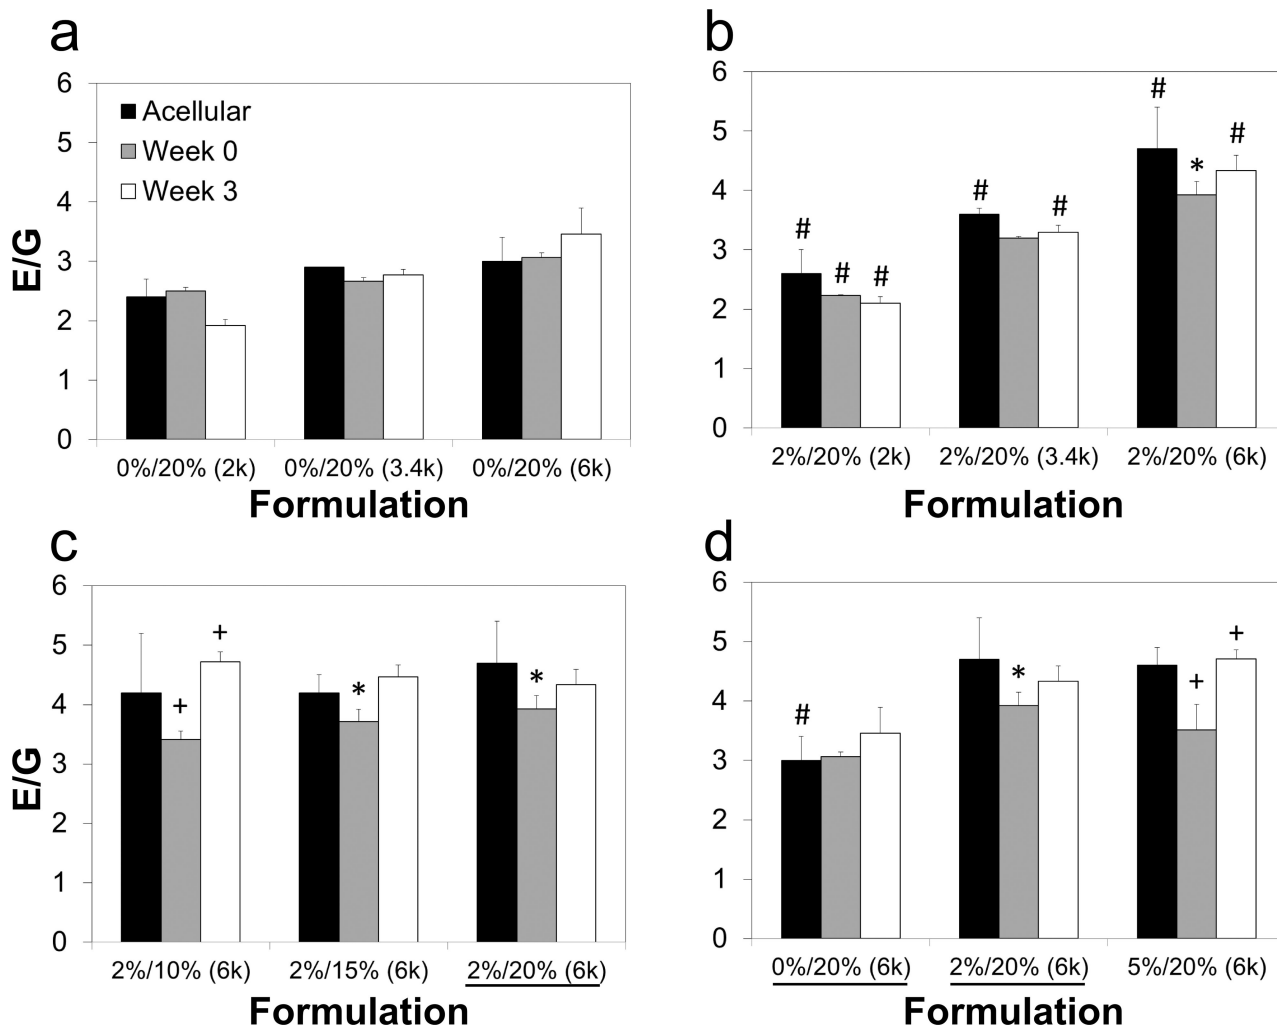 a
6
5
4
3
2
1
0
E/G
Acellular
Week 0
Week 3
0%/20% (2k) 0%/20% (3.4k) 0%/20% (6k)
Formulation
b
6
5
4
3
2
1
0
# # #
# #
# * #
2%/20% (2k) 2%/20% (3.4k) 2%/20% (6k)
Formulation
c
6
5
4
3
2
1
0
E/G
+ +
*
*
2%/10% (6k) 2%/15% (6k) 2%/20% (6k)
Formulation
d
6
5
4
3
2
1
0
#
*
+ +
0%/20% (6k) 2%/20% (6k) 5%/20% (6k)
Formulation